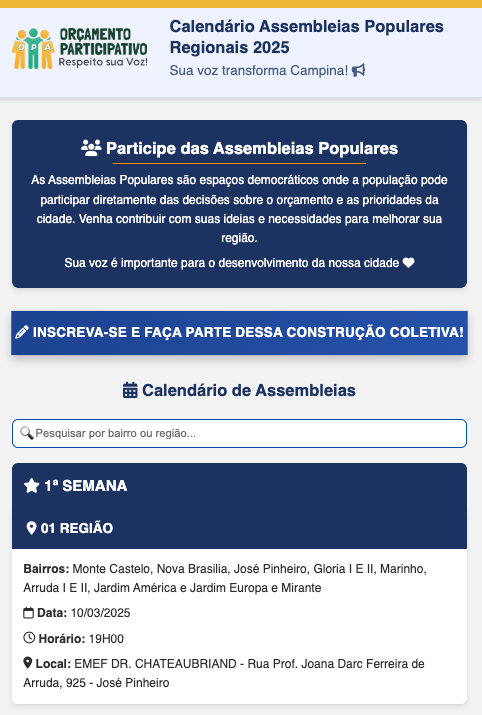 OPA
ORÇAMENTO
PARTICIPATIVO
Respeito sua Voz!
Calendário Assembleias Populares
Regionais 2025
Sua voz transforma Campina!
Participe das Assembleias Populares
As Assembleias Populares são espaços democráticos onde a população pode
participar diretamente das decisões sobre o orçamento e as prioridades da
cidade. Venha contribuir com suas ideias e necessidades para melhorar sua
região.
Sua voz é importante para o desenvolvimento da nossa cidade
INSCREVA-SE E FAÇA PARTE DESSA CONSTRUÇÃO COLETIVA!
Calendário de Assembleias
Pesquisar por bairro ou região...
1ª SEMANA
01 REGIÃO
Bairros: Monte Castelo, Nova Brasilia, José Pinheiro, Gloria I E II, Marinho,
Arruda I E II, Jardim América e Jardim Europa e Mirante
Data: 10/03/2025
Horário: 19H00
Local: EMEF DR. CHATEAUBRIAND - Rua Prof. Joana Darc Ferreira de
Arruda, 925 - José Pinheiro